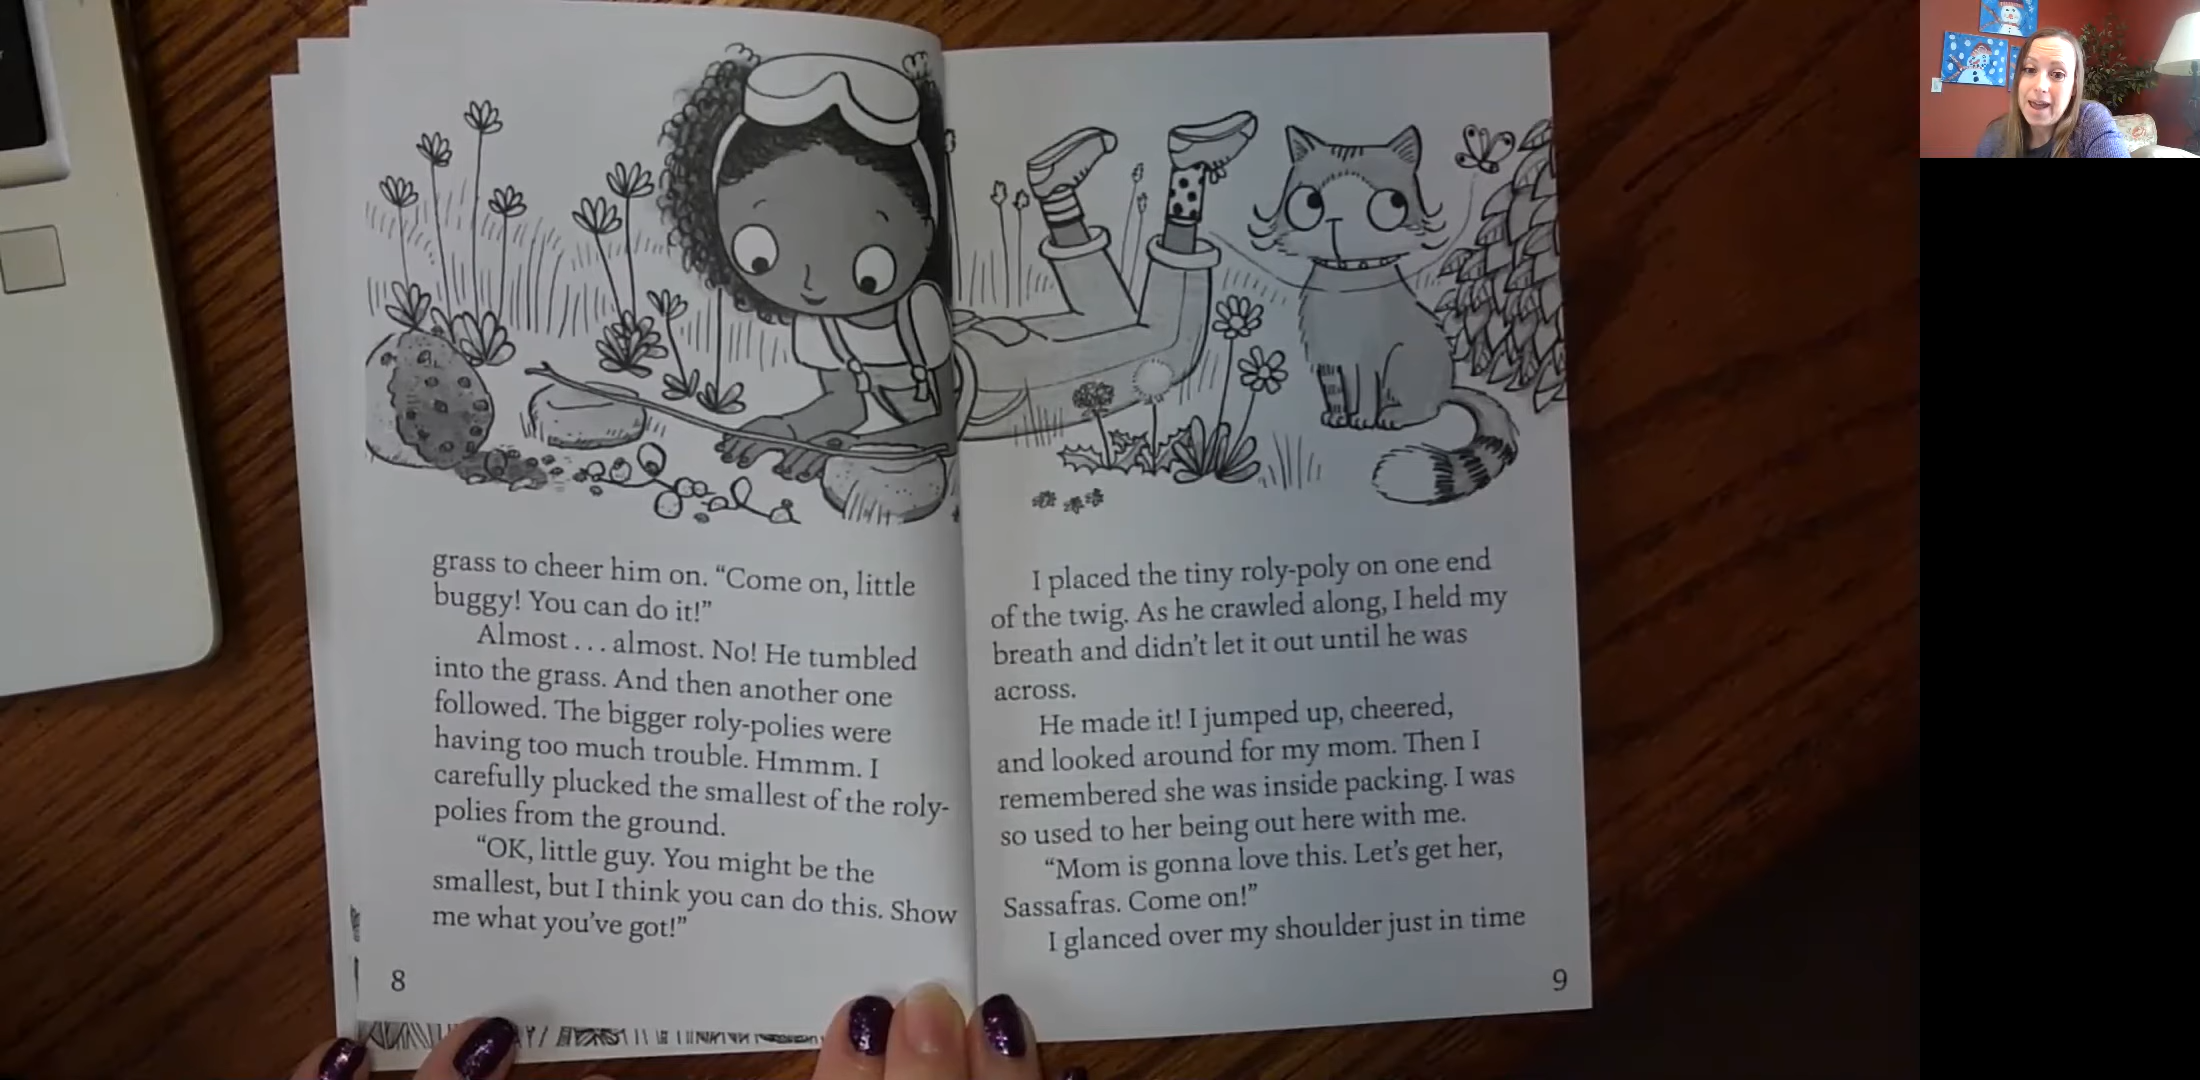 grass to cheer him on. “Come on, little
buggy! You can do it!”
Almost . . . almost. No! He tumbled
into the grass. And then another one
followed. The bigger roly-polies were
having too much trouble. Hmmm. I
carefully plucked the smallest of the roly-
polies from the ground.
“OK, little guy. You might be the
smallest, but I think you can do this. Show
me what you’ve got!”
8
I placed the tiny roly-poly on one end
of the twig. As he crawled along, I held my
breath and didn’t let it out until he was
across.
He made it! I jumped up, cheered,
and looked around for my mom. Then I
remembered she was inside packing. I was
so used to her being out here with me.
“Mom is gonna love this. Let’s get her,
Sassafras. Come on!”
I glanced over my shoulder just in time
9